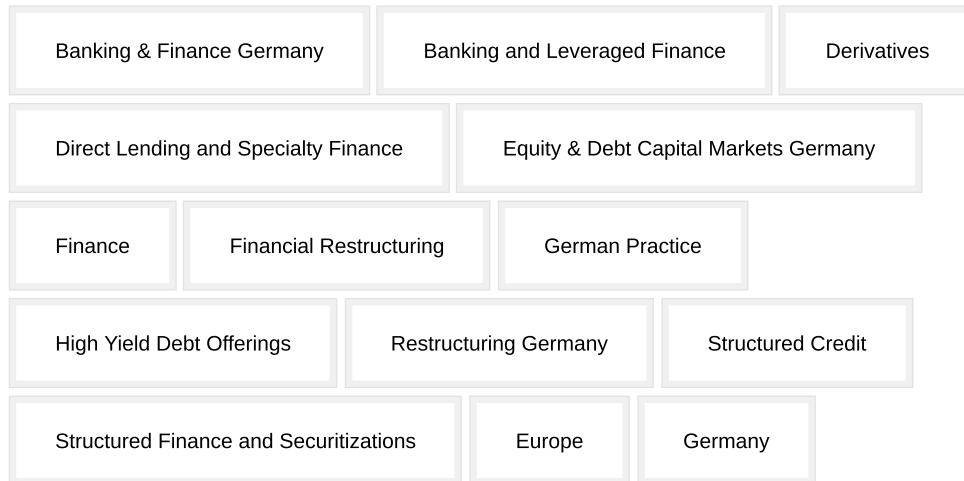 Banking & Finance Germany Banking and Leveraged Finance Derivatives
Direct Lending and Specialty Finance Equity & Debt Capital Markets Germany
Finance Financial Restructuring German Practice
High Yield Debt Offerings Restructuring Germany Structured Credit
Structured Finance and Securitizations Europe Germany